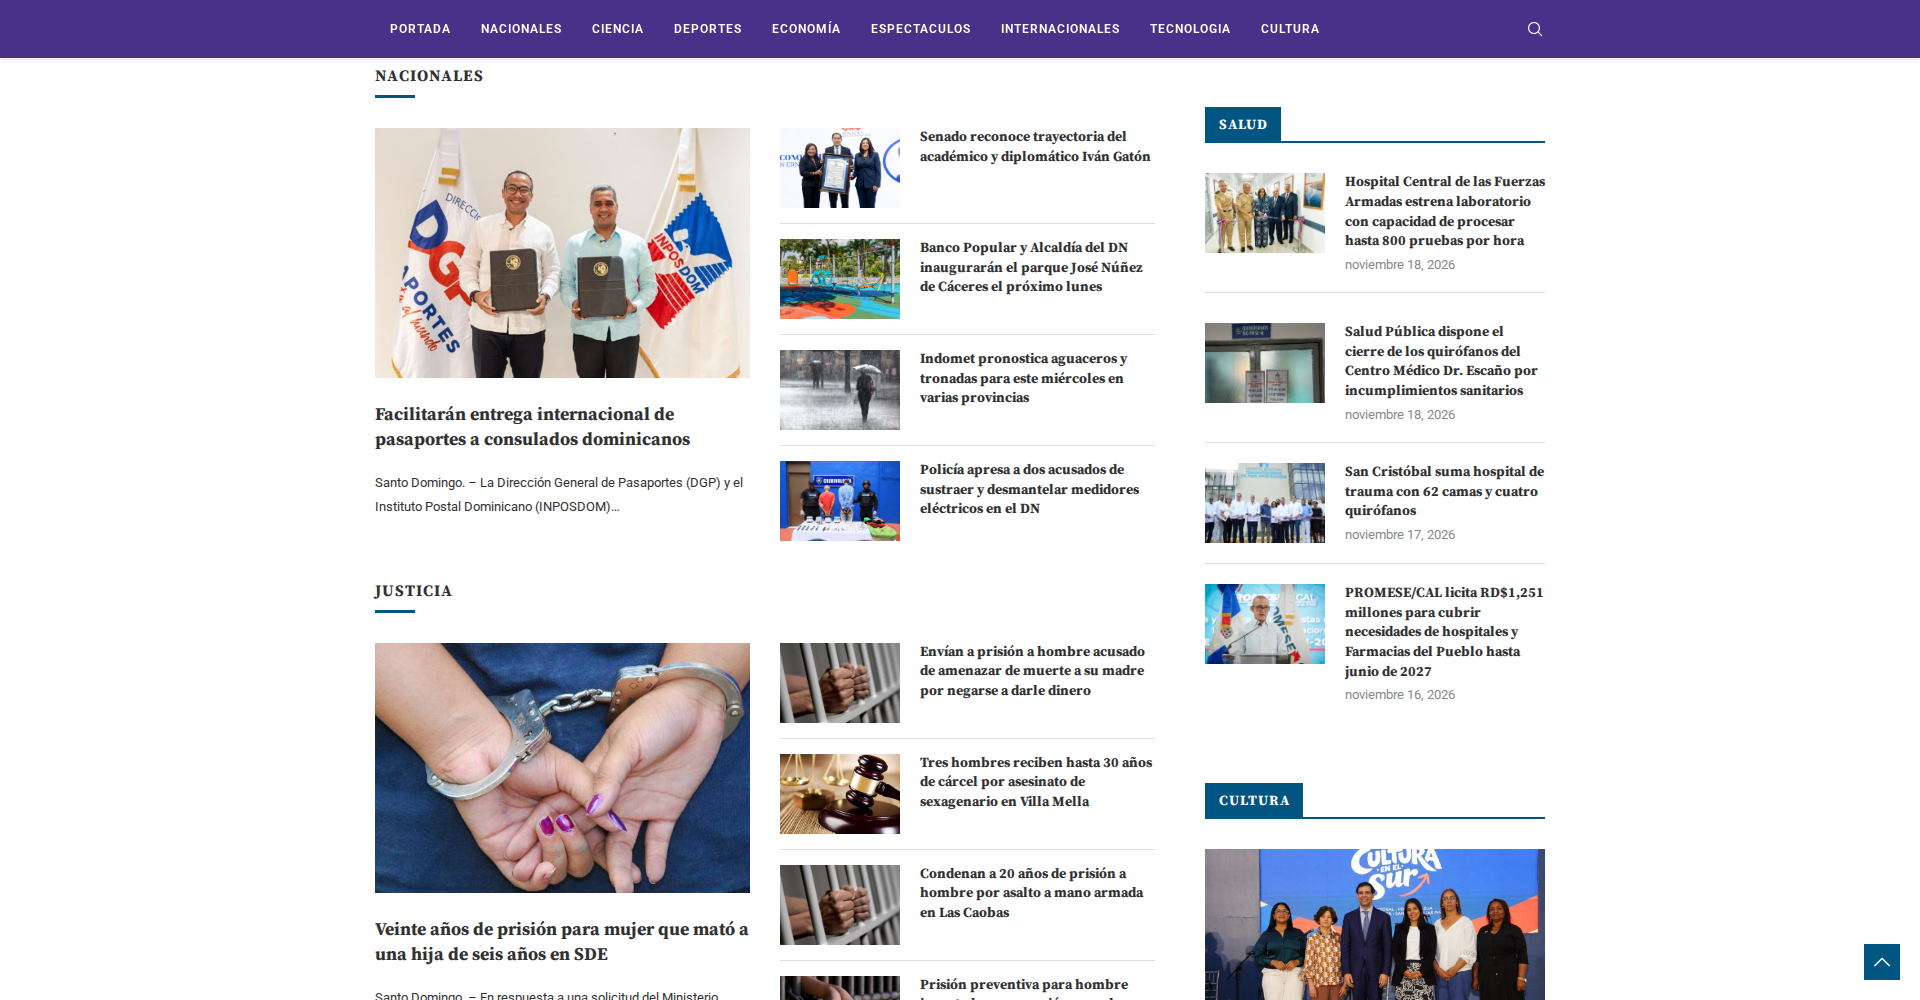 PORTADA NACIONALES CIENCIA DEPORTES ECONOMÍA ESPECTACULOS INTERNACIONALES TECNOLOGIA CULTURA
NACIONALES
DGP
INPOSDOM
Facilitarán entrega internacional de
pasaportes a consulados dominicanos
Santo Domingo. – La Dirección General de Pasaportes (DGP) y el
Instituto Postal Dominicano (INPOSDOM)...
Senado reconoce trayectoria del
académico y diplomático Iván Gatón
Banco Popular y Alcaldía del DN
inaugurarán el parque José Núñez
de Cáceres el próximo lunes
Indomet pronostica aguaceros y
tronadas para este miércoles en
varias provincias
Policía apresa a dos acusados de
sustraer y desmantelar medidores
eléctricos en el DN
JUSTICIA
Veinte años de prisión para mujer que mató a
una hija de seis años en SDE
Santo Domingo. – En respuesta a una solicitud del Ministerio
Envían a prisión a hombre acusado
de amenazar de muerte a su madre
por negarse a darle dinero
Tres hombres reciben hasta 30 años
de cárcel por asesinato de
sexagenario en Villa Mella
Condenan a 20 años de prisión a
hombre por asalto a mano armada
en Las Caobas
Prisión preventiva para hombre
SALUD
Hospital Central de las Fuerzas
Armadas estrena laboratorio
con capacidad de procesar
hasta 800 pruebas por hora
noviembre 18, 2026
Salud Pública dispone el
cierre de los quirófanos del
Centro Médico Dr. Escaño por
incumplimientos sanitarios
noviembre 18, 2026
San Cristóbal suma hospital de
trauma con 62 camas y cuatro
quirófanos
noviembre 17, 2026
PROMESE/CAL licita RD$1,251
millones para cubrir
necesidades de hospitales y
Farmacias del Pueblo hasta
junio de 2027
noviembre 16, 2026
CULTURA
CULTURA
EN EL
Sur